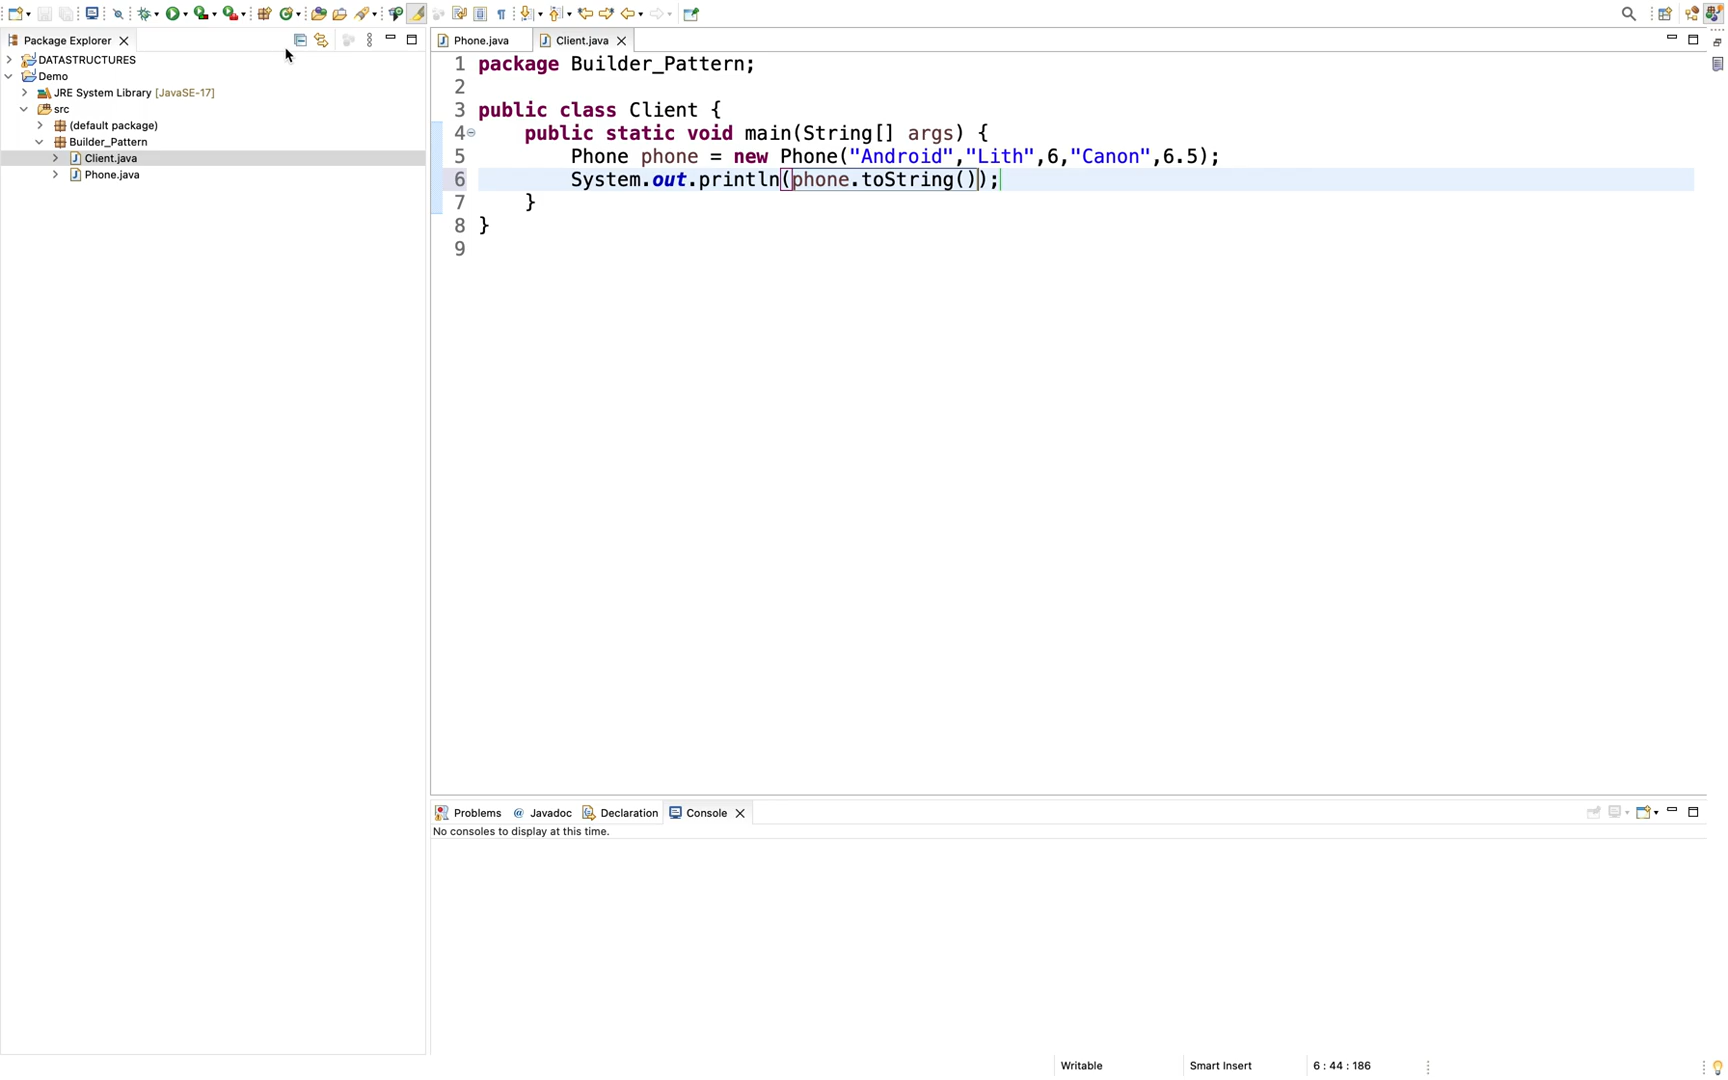 Package Explorer
DATASTRUCTURES
Demo
JRE System Library [JavaSE-17]
src
(default package)
Builder_Pattern
Client.java
Phone.java
Phone.java
Client.java
1 package Builder_Pattern;
2
3 public class Client {
4     public static void main(String[] args) {
5         Phone phone = new Phone("Android","Lith",6,"Canon",6.5);
6         System.out.println(phone.toString());
7     }
8 }
9
Problems
@ Javadoc
Declaration
Console
No consoles to display at this time.
Writable
Smart Insert
6 : 44 : 186